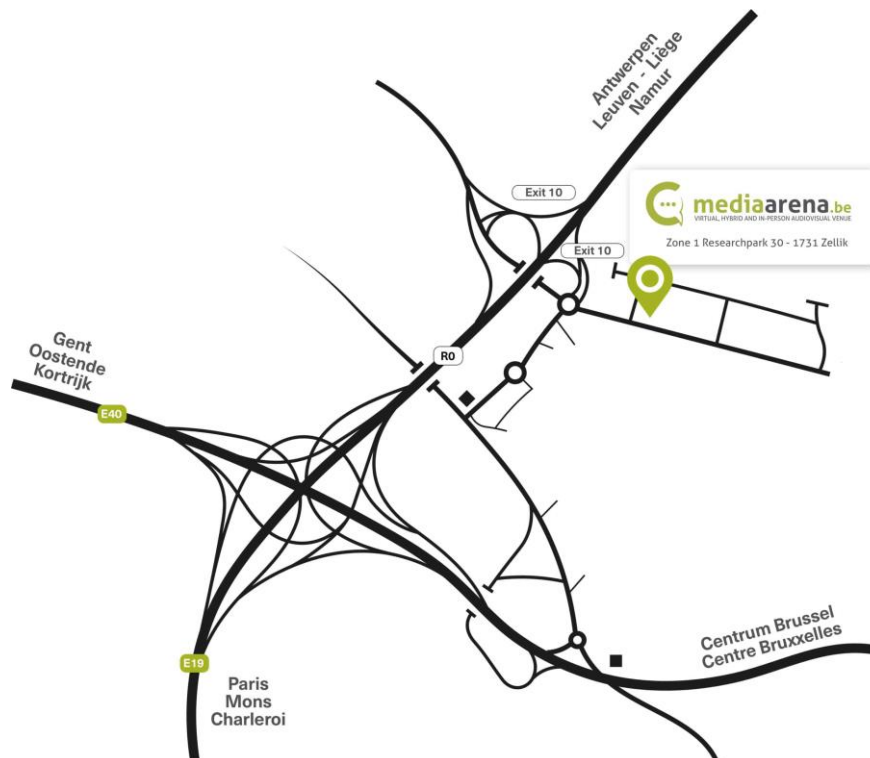 Antwerpen
Leuven - Liège
Namur
Exit 10
mediaarena.be
VIRTUAL, HYBRID AND IN-PERSON AUDIOVISUAL VENUE
Zone 1 Researchpark 30 - 1731 Zellik
Exit 10
R0
Gent
Oostende
Kortrijk
E40
E19
Paris
Mons
Charleroi
Centrum Brussel
Centre Bruxxelles